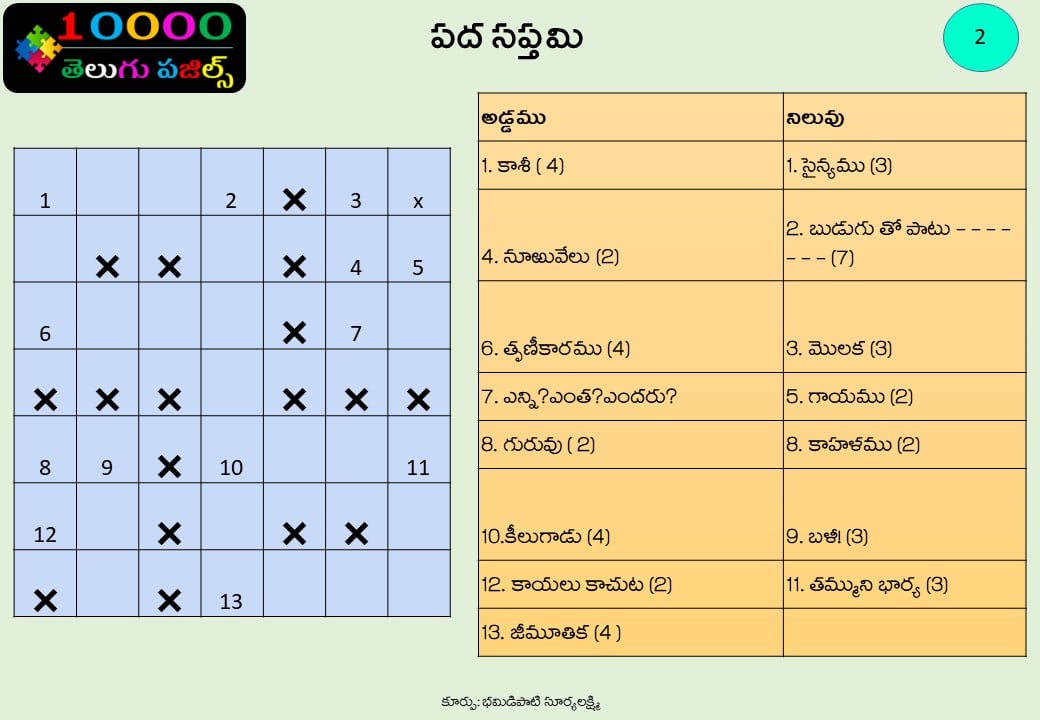 10000
తెలుగు పజిల్స్
పద సప్తమి
2
1 2 × 3 x
× × × 4 5
6 × 7
× × × × × ×
8 9 × 10 11
12 × × ×
× × 13
అడ్డము నిలువు
1. కాశీ ( 4) 1. సైన్యము (3)
4. నూఱువేలు (2) 2. బుడుగు తో పాటు – – – –
– – – (7)
6. తృణీకారము (4) 3. మొలక (3)
7. ఎన్ని?ఎంత?ఎందరు? 5. గాయము (2)
8. గురువు ( 2) 8. కాహళము (2)
10.కీలుగాడు (4) 9. బళీ! (3)
12. కాయలు కాచుట (2) 11. తమ్ముని భార్య (3)
13. జీమూతిక (4 )
కూర్పు: భమిడిపాటి సూర్యలక్ష్మి